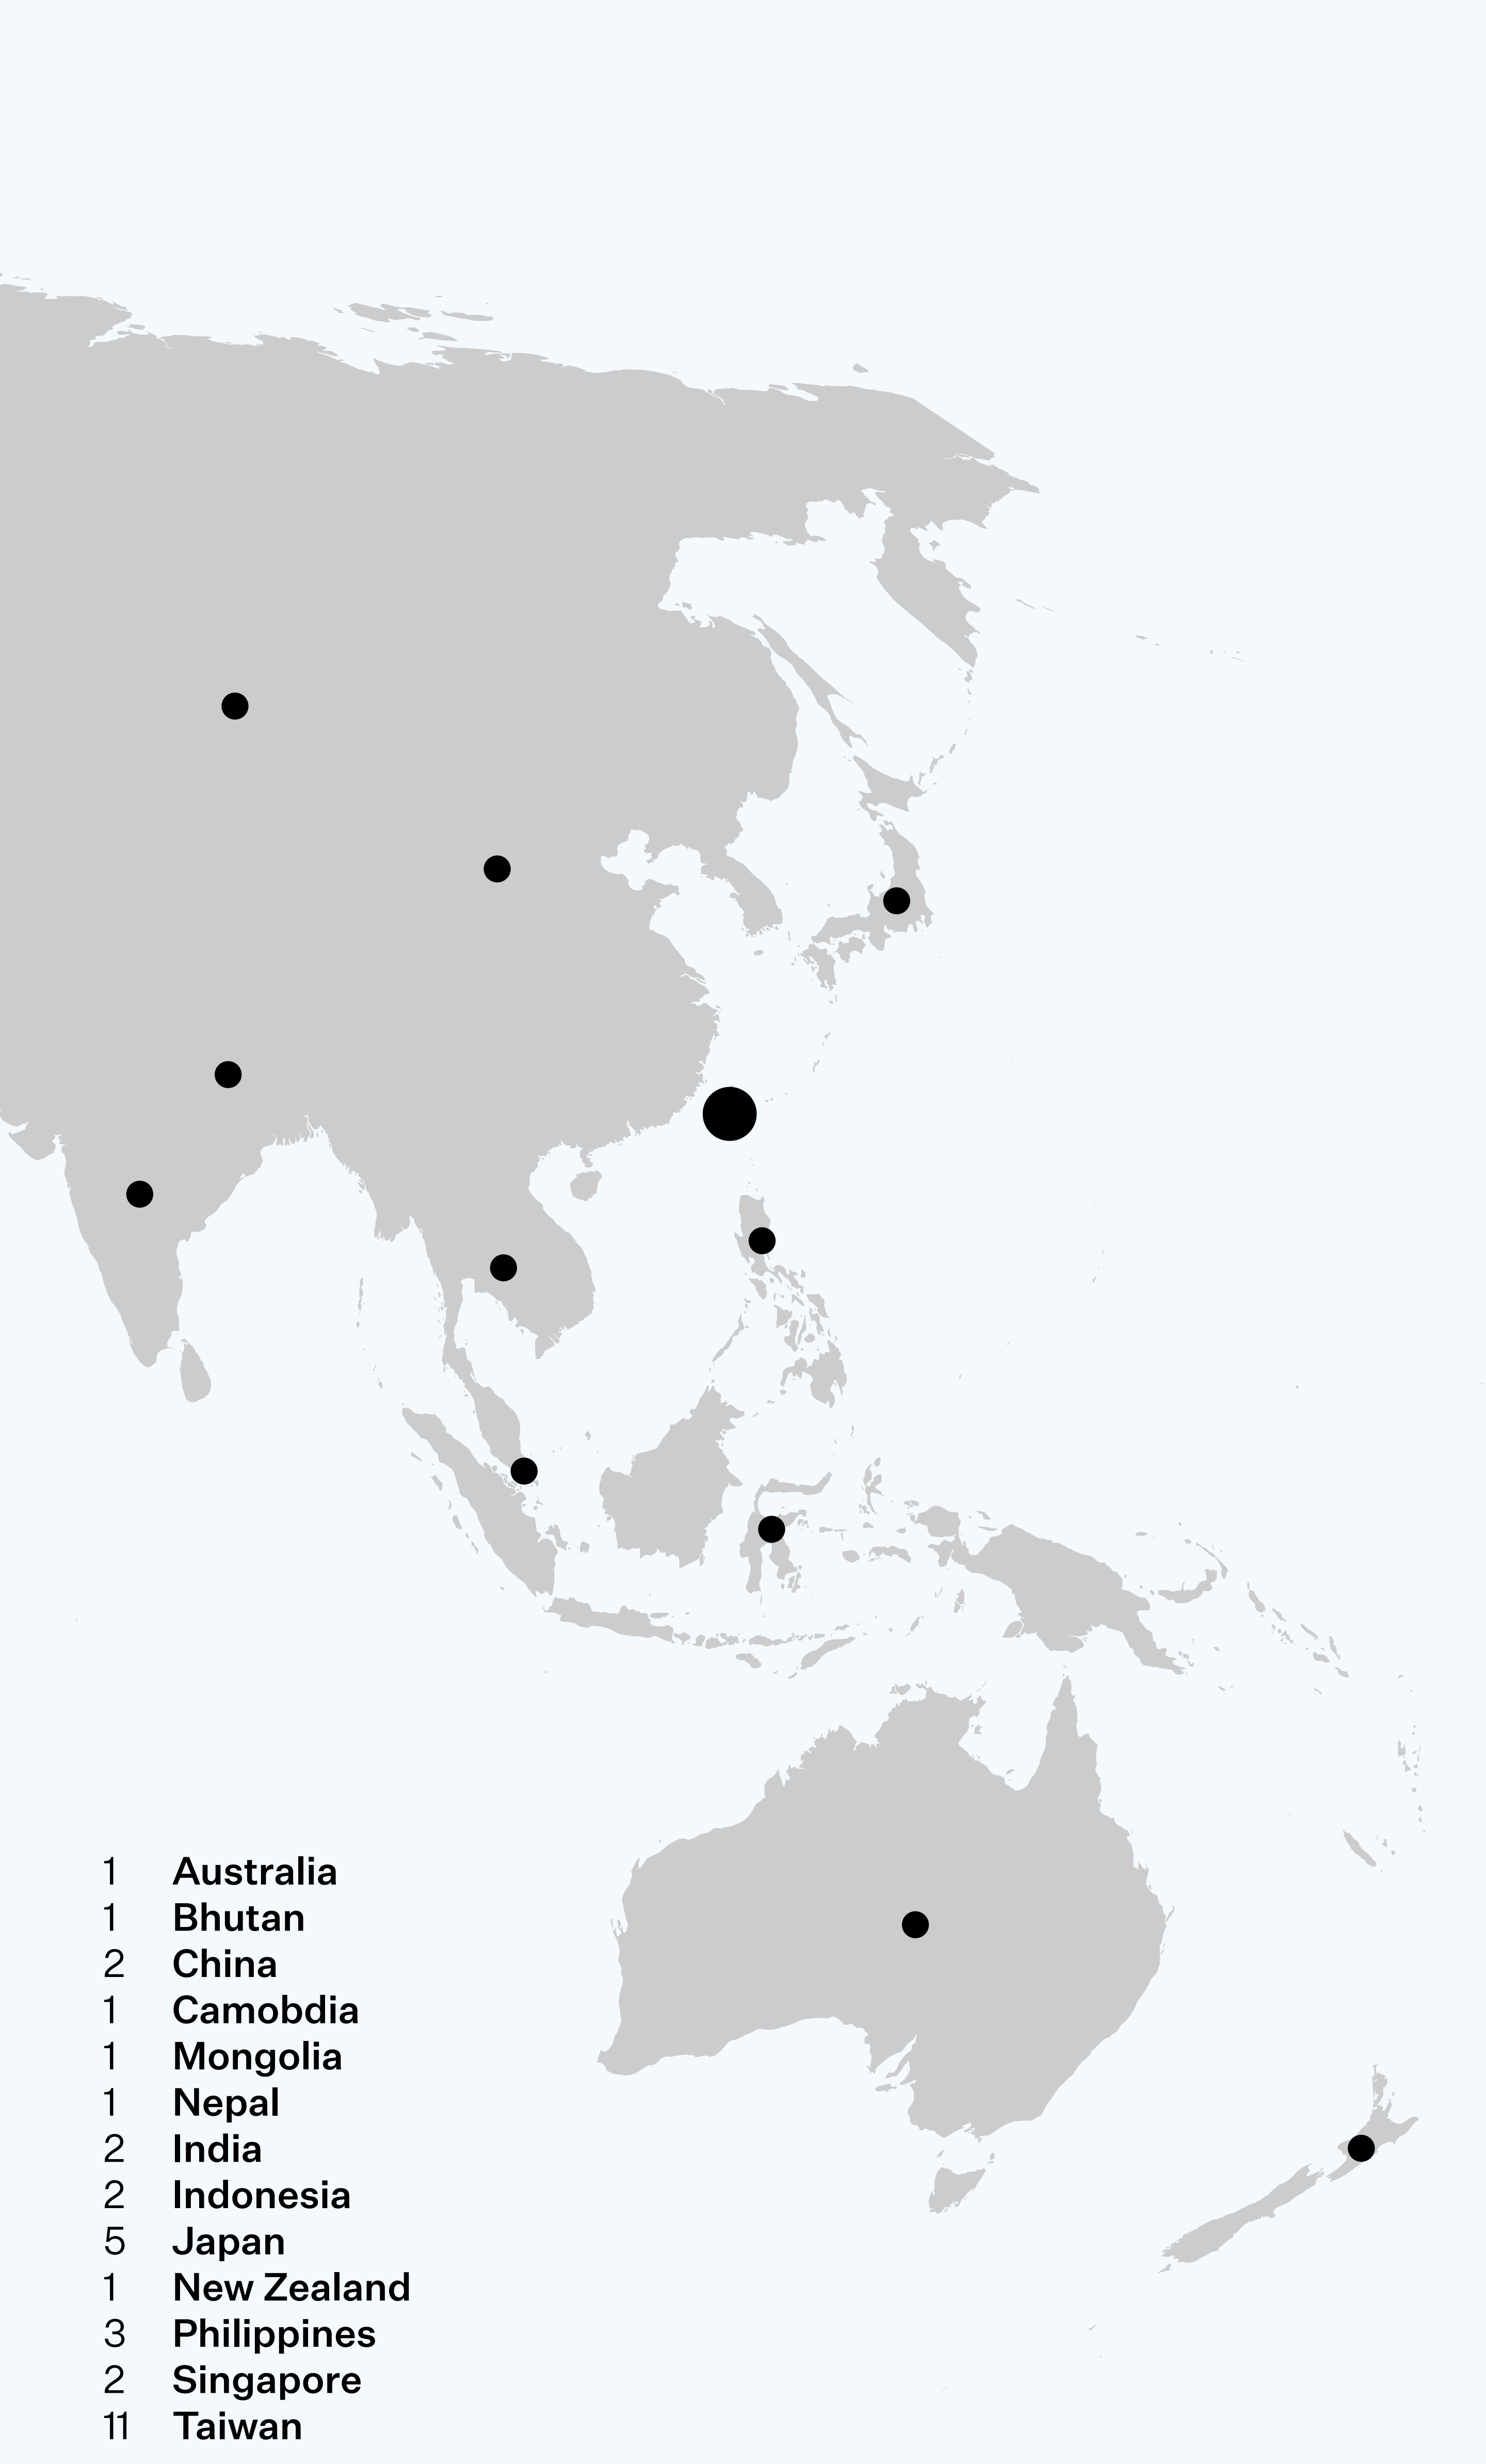 1 Australia
1 Bhutan
2 China
1 Camobdia
1 Mongolia
1 Nepal
2 India
2 Indonesia
5 Japan
1 New Zealand
3 Philippines
2 Singapore
11 Taiwan